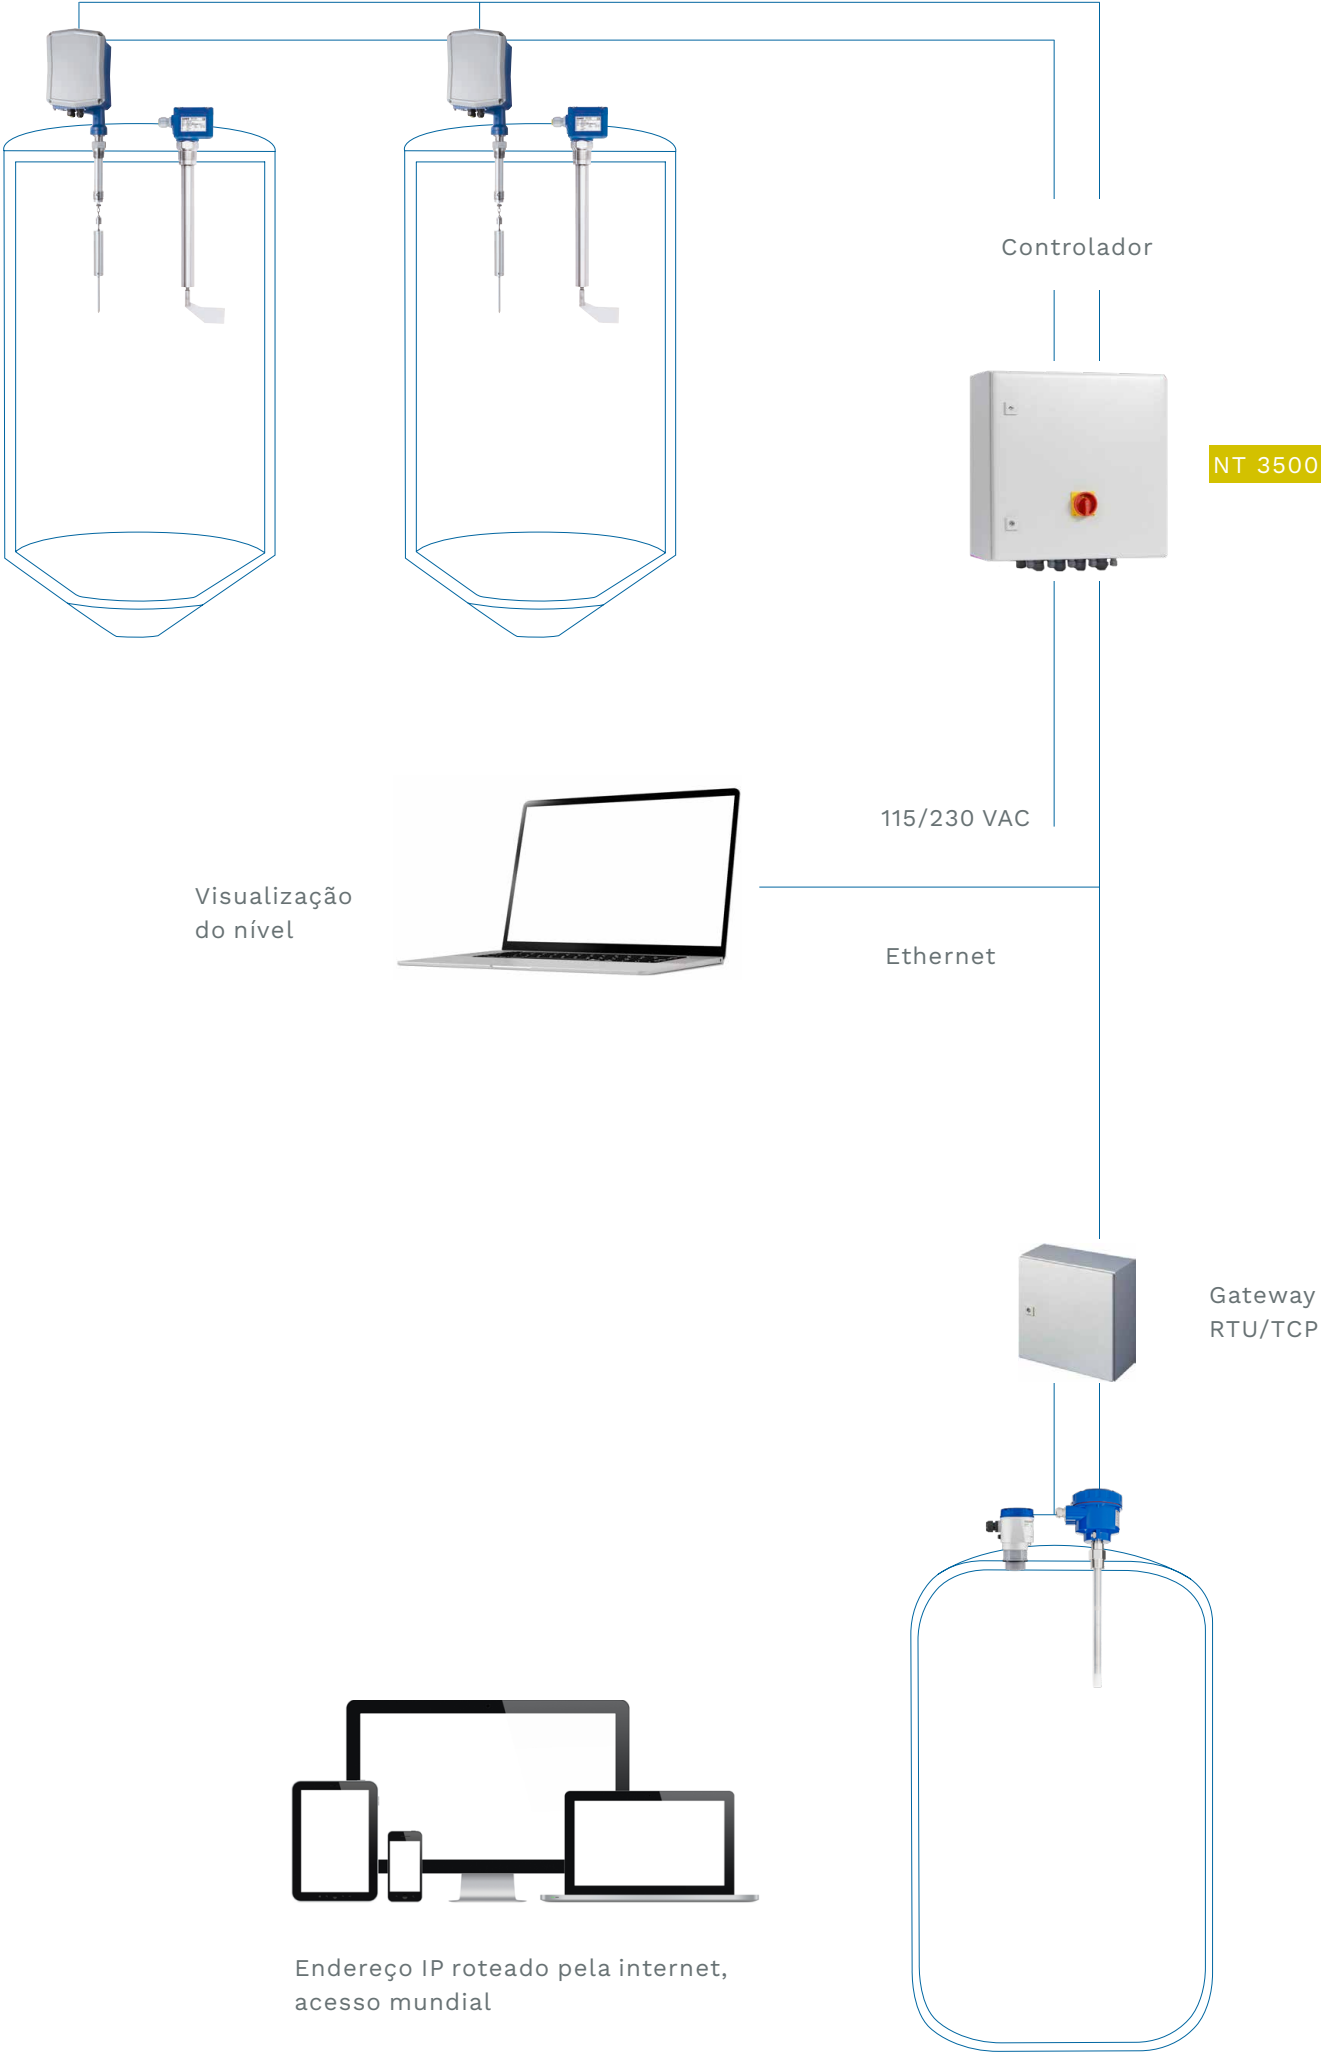 Controlador
NT 3500
115/230 VAC
Visualização
do nível
Ethernet
Gateway
RTU/TCP
Endereço IP roteado pela internet,
acesso mundial